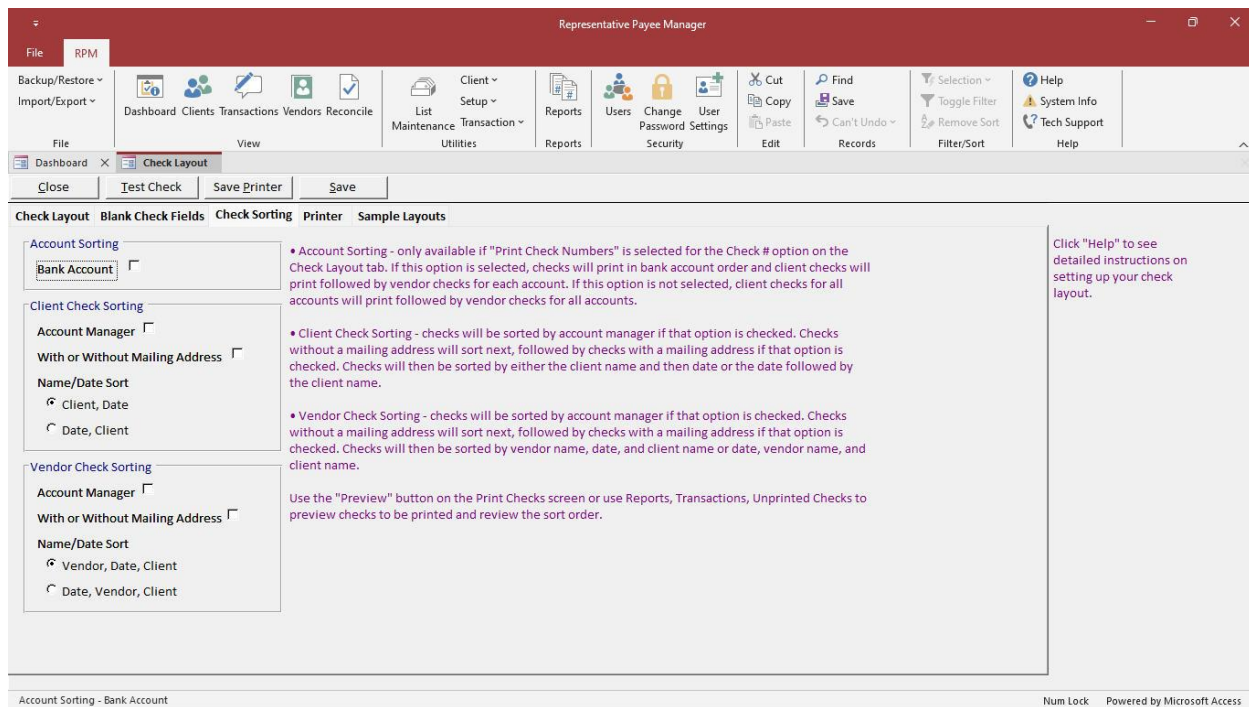 Representative Payee Manager
File RPM
Backup/Restore
Import/Export
File
Dashboard Clients Transactions Vendors Reconcile
View
List Maintenance
Client
Setup
Transaction
Utilities
Reports
Reports
Users Change Password User Settings
Security
Cut
Copy
Paste
Edit
Find
Save
Can't Undo
Records
Selection
Toggle Filter
Remove Sort
Filter/Sort
Help
System Info
Tech Support
Help
Dashboard Check Layout
Close Test Check Save Printer Save
Check Layout Blank Check Fields Check Sorting Printer Sample Layouts
Account Sorting
Bank Account
Client Check Sorting
Account Manager
With or Without Mailing Address
Name/Date Sort
Client, Date
Date, Client
Vendor Check Sorting
Account Manager
With or Without Mailing Address
Name/Date Sort
Vendor, Date, Client
Date, Vendor, Client
• Account Sorting - only available if "Print Check Numbers" is selected for the Check # option on the
Check Layout tab. If this option is selected, checks will print in bank account order and client checks will
print followed by vendor checks for each account. If this option is not selected, client checks for all
accounts will print followed by vendor checks for all accounts.
• Client Check Sorting - checks will be sorted by account manager if that option is checked. Checks
without a mailing address will sort next, followed by checks with a mailing address if that option is
checked. Checks will then be sorted by either the client name and then date or the date followed by
the client name.
• Vendor Check Sorting - checks will be sorted by account manager if that option is checked. Checks
without a mailing address will sort next, followed by checks with a mailing address if that option is
checked. Checks will then be sorted by vendor name, date, and client name or date, vendor name, and
client name.
Use the "Preview" button on the Print Checks screen or use Reports, Transactions, Unprinted Checks to
preview checks to be printed and review the sort order.
Click "Help" to see
detailed instructions on
setting up your check
layout.
Account Sorting - Bank Account
Num Lock Powered by Microsoft Access